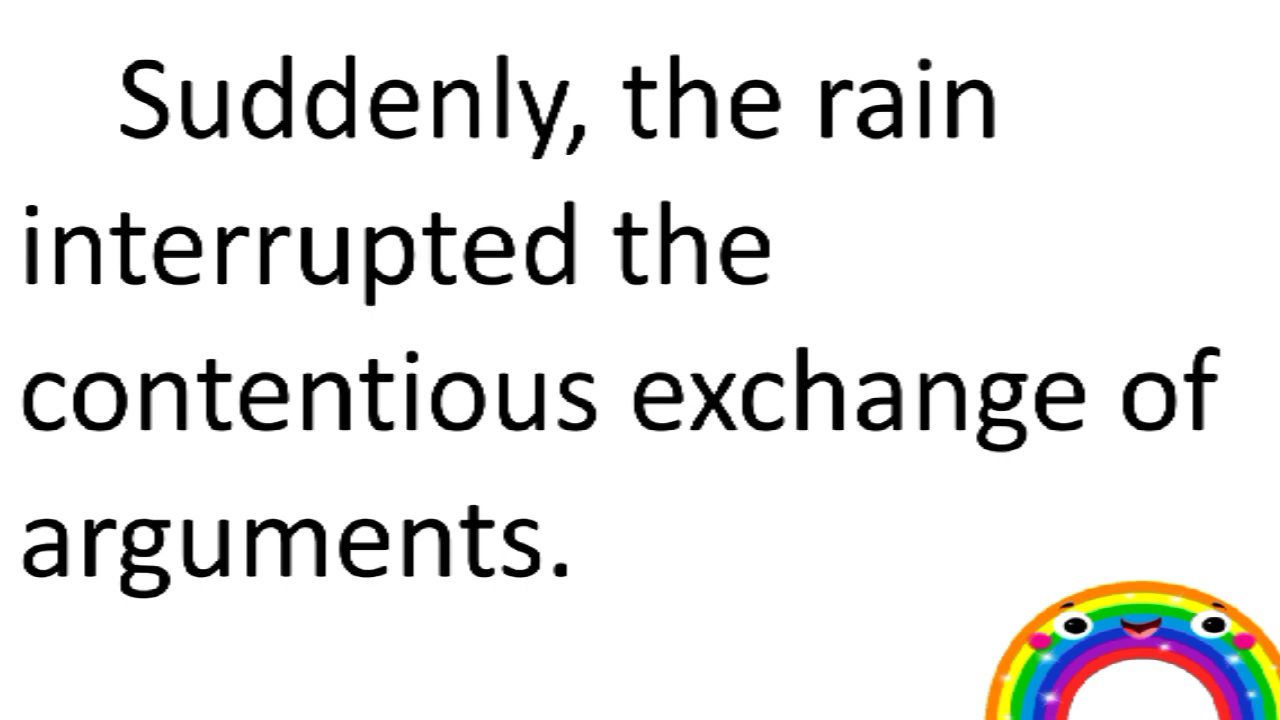 Suddenly, the rain
interrupted the
contentious exchange of
arguments.